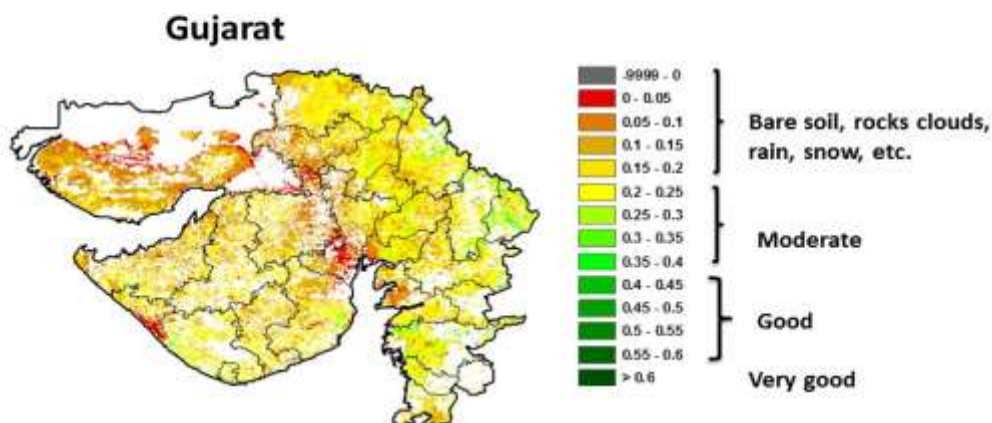 Gujarat
-9999 - 0
0 - 0.05
0.05 - 0.1
0.1 - 0.15
0.15 - 0.2
0.2 - 0.25
0.25 - 0.3
0.3 - 0.35
0.35 - 0.4
0.4 - 0.45
0.45 - 0.5
0.5 - 0.55
0.55 - 0.6
> 0.6
Bare soil, rocks clouds,
rain, snow, etc.
Moderate
Good
Very good